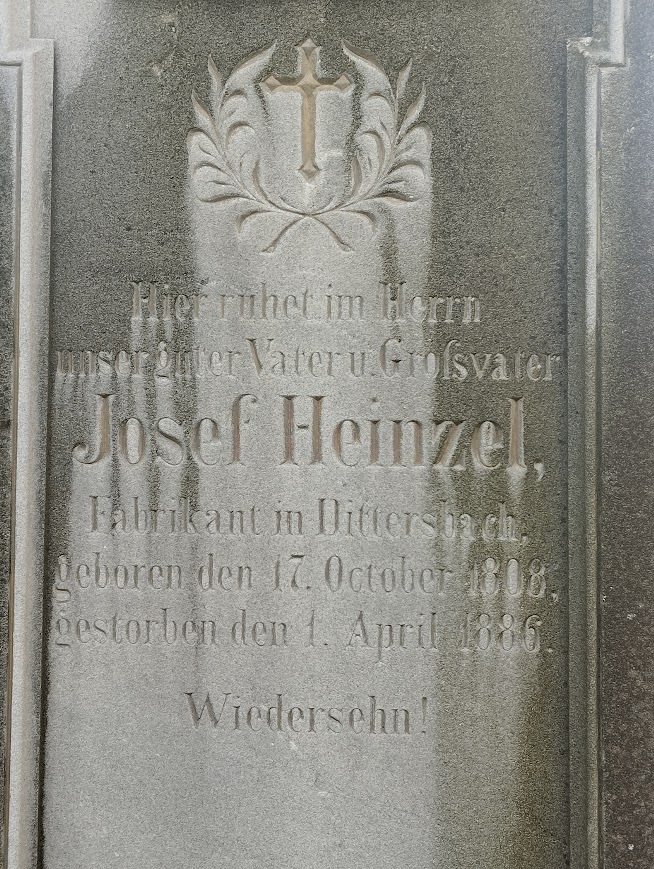 Hier ruhet im Herrn
unser guter Vater u. Groſsvater
Josef Heinzel,
Fabrikant in Dittersbach,
geboren den 17. October 1808,
gestorben den 1. April 1886.
Wiedersehn!